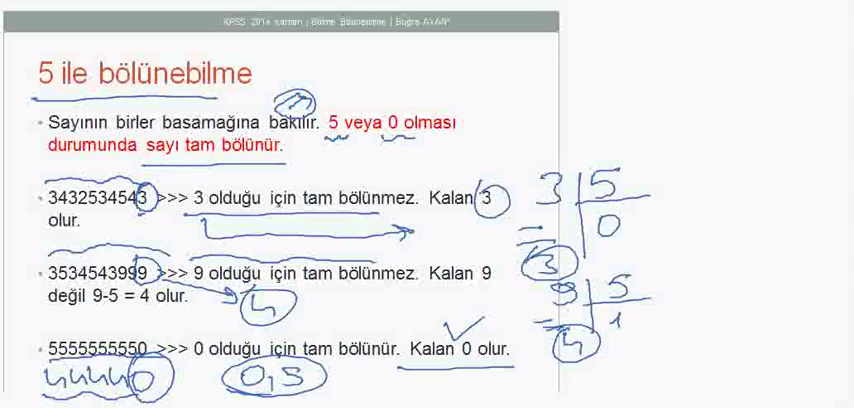 KPSS 2014 Kamanı | Bölme Bölünebilme | Buğra AYAN
5 ile bölünebilme
Sayının birler basamağına bakılır. 5 veya 0 olması
durumunda sayı tam bölünür.
3432534543 >>> 3 olduğu için tam bölünmez. Kalan 3
olur.
3 5
0
3
3534543999 >>> 9 olduğu için tam bölünmez. Kalan 9
değil 9-5 = 4 olur.
4
9 5
1
4
5555555550 >>> 0 olduğu için tam bölünür. Kalan 0 olur.
44440 0,5